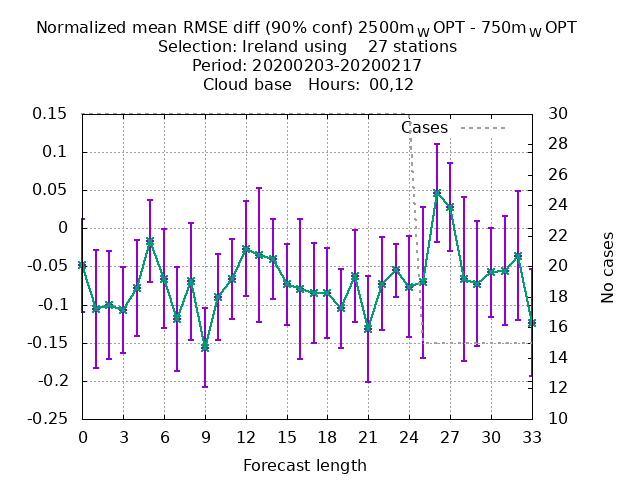 Normalized mean RMSE diff (90% conf) 2500m_W OPT - 750m_W OPT
Selection: Ireland using 27 stations
Period: 20200203-20200217
Cloud base Hours: 00,12
Cases
0.15
0.1
0.05
0
-0.05
-0.1
-0.15
-0.2
-0.25
30
28
26
24
22
20
18
16
14
12
10
No cases
0 3 6 9 12 15 18 21 24 27 30 33
Forecast length